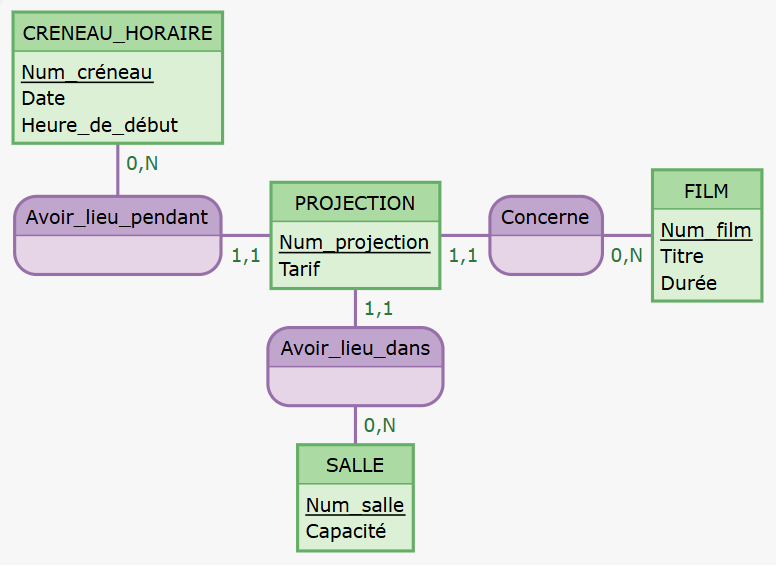 CRENEAU_HORAIRE
Num_créneau
Date
Heure_de_début
0,N
Avoir_lieu_pendant
1,1
PROJECTION
Num_projection
Tarif
1,1
Concerne
0,N
FILM
Num_film
Titre
Durée
1,1
Avoir_lieu_dans
0,N
SALLE
Num_salle
Capacité